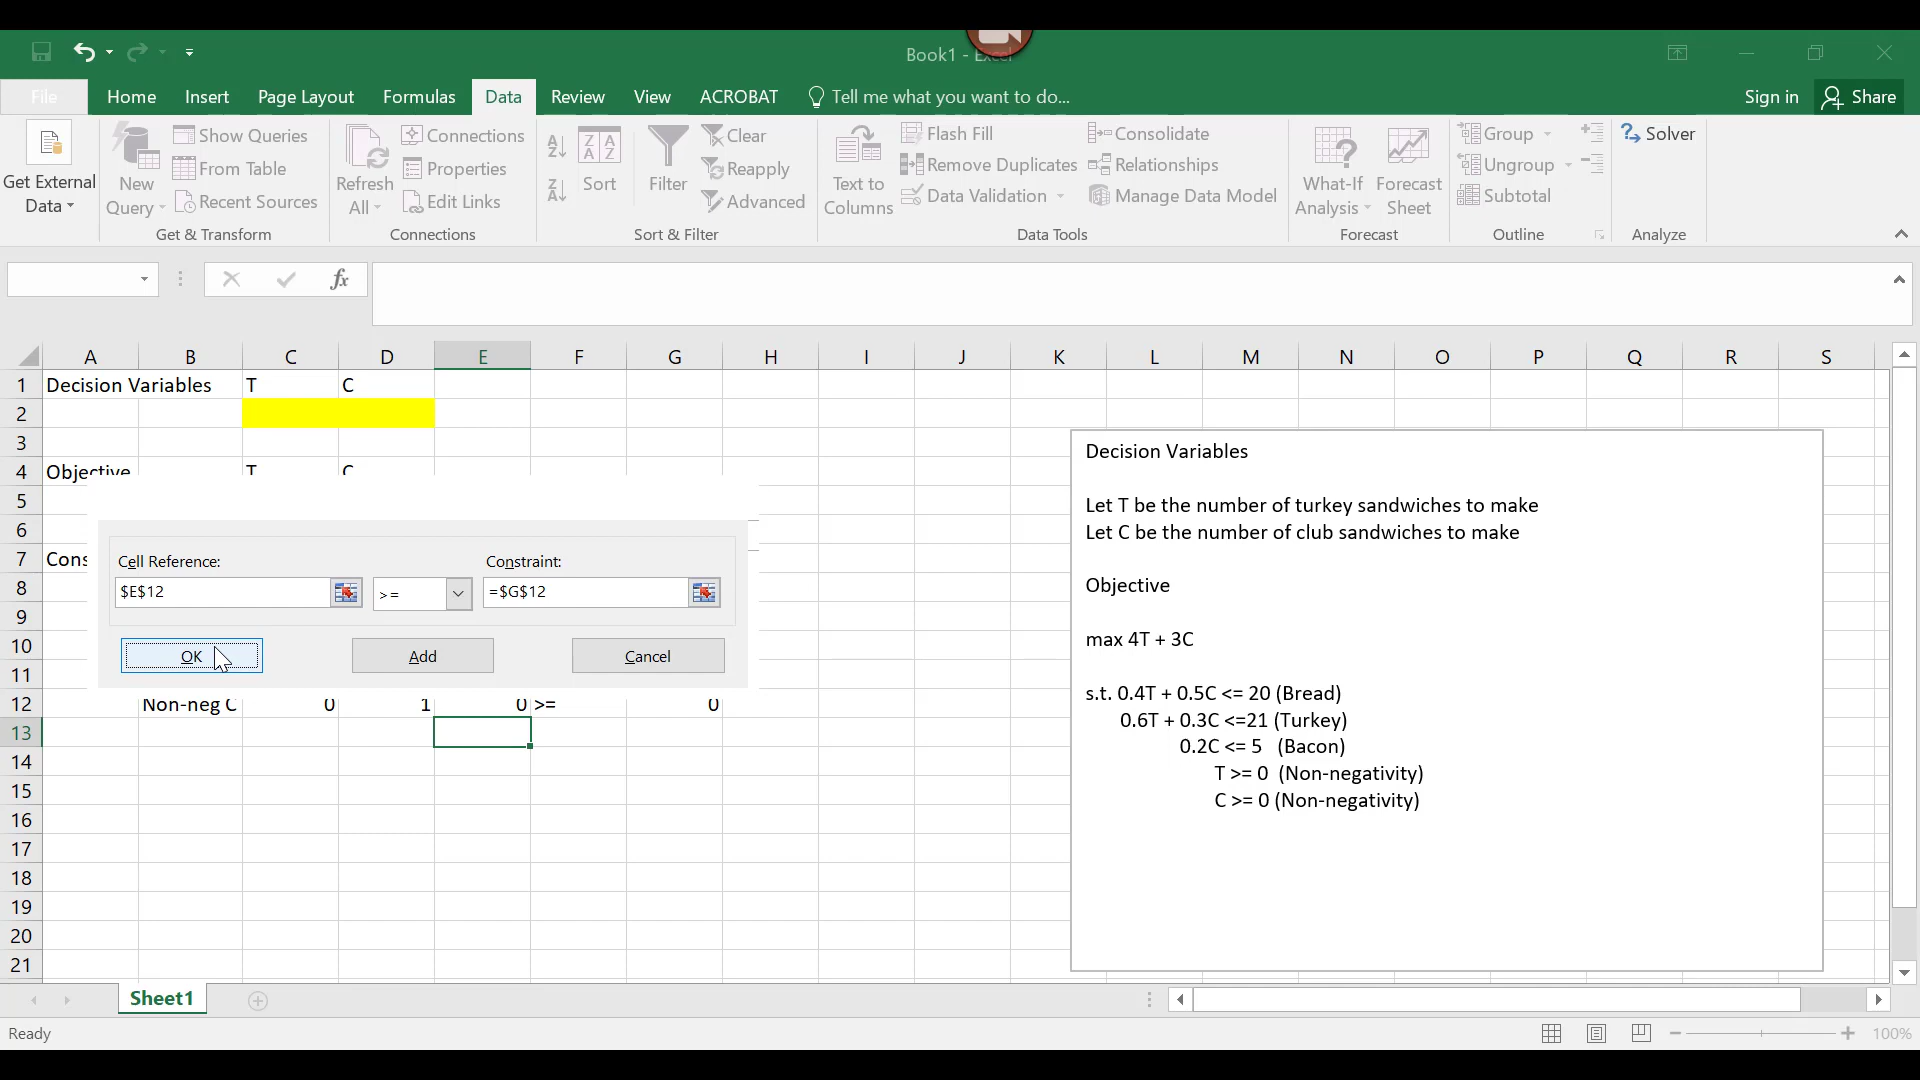 Book1 - Excel
File Home Insert Page Layout Formulas Data Review View ACROBAT Tell me what you want to do... Sign in Share
Get External Data
New Query
Show Queries
From Table
Recent Sources
Get & Transform
Refresh All
Connections
Properties
Edit Links
Connections
Sort
Filter
Clear
Reapply
Advanced
Sort & Filter
Text to Columns
Flash Fill
Remove Duplicates
Data Validation
Consolidate
Relationships
Manage Data Model
Data Tools
What-If Analysis
Forecast Sheet
Forecast
Group
Ungroup
Subtotal
Outline
Solver
Analyze
fx
A B C D E F G H I J K L M N O P Q R S
1 Decision Variables T C
2
3
4 Objective T C
5
6
7 Cons
8
9
10
11
12 Non-neg C 0 1 0 >= 0
13
14
15
16
17
18
19
20
21
Cell Reference: Constraint:
$E$12 >= =$G$12
OK Add Cancel
Decision Variables
Let T be the number of turkey sandwiches to make
Let C be the number of club sandwiches to make
Objective
max 4T + 3C
s.t. 0.4T + 0.5C <= 20 (Bread)
0.6T + 0.3C <=21 (Turkey)
0.2C <= 5 (Bacon)
T >= 0 (Non-negativity)
C >= 0 (Non-negativity)
Sheet1
Ready
100%